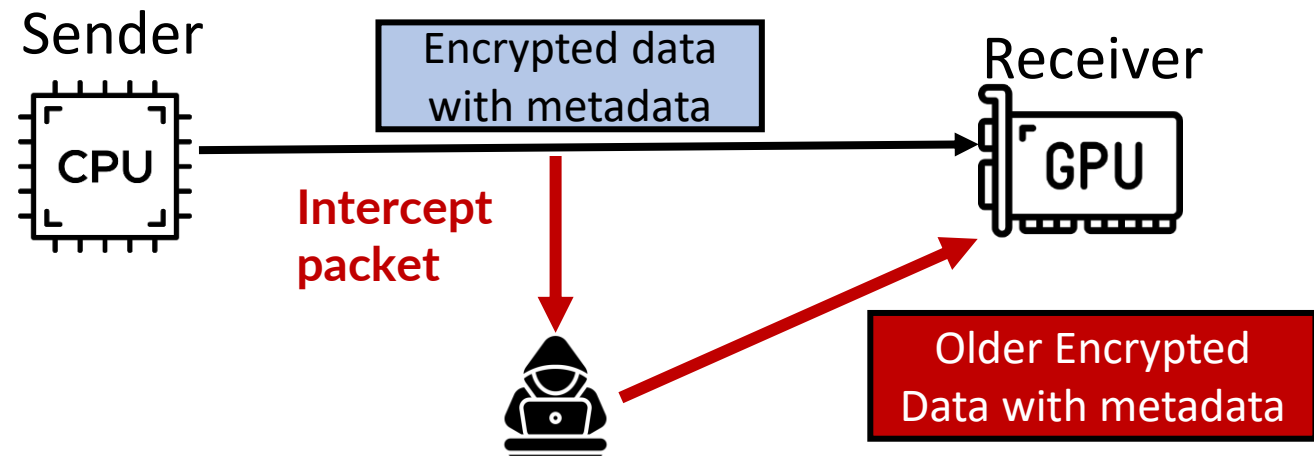 Sender
Encrypted data
with metadata
Receiver
CPU
GPU
Intercept
packet
Older Encrypted
Data with metadata